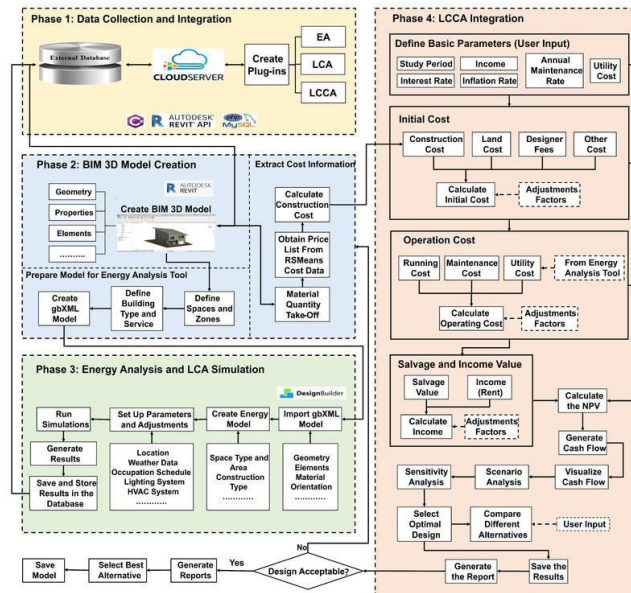 Phase 1: Data Collection and Integration
External Database
CLOUDSERVER
Create
Plug-ins
EA
LCA
LCCA
AUTODESK
REVIT API
php
MySQL
Phase 2: BIM 3D Model Creation
AUTODESK
REVIT
Geometry
Properties
Elements
..........
Create BIM 3D Model
Extract Cost Information
Calculate
Construction
Cost
Obtain Price
List From
RSMeans
Cost Data
Material
Quantity
Take-Off
Prepare Model for Energy Analysis Tool
Create
gbXML
Model
Define
Building
Type and
Service
Define
Spaces and
Zones
Phase 3: Energy Analysis and LCA Simulation
DesignBuilder
Run
Simulations
Set Up Parameters
and Adjustments
Create Energy
Model
Import gbXML
Model
Generate
Results
Save and Store
Results in the
Database
Location
Weather Data
Occupation Schedule
Lighting System
HVAC System
............
Space Type and
Area
Construction
Type
............
Geometry
Elements
Material
Orientation
............
Phase 4: LCCA Integration
Define Basic Parameters (User Input)
Study Period
Income
Annual
Maintenance
Rate
Utility
Cost
Interest Rate
Inflation Rate
Initial Cost
Construction
Cost
Land
Cost
Designer
Fees
Other
Cost
Calculate
Initial Cost
Adjustments
Factors
Operation Cost
Running
Cost
Maintenance
Cost
Utility
Cost
From Energy
Analysis Tool
Calculate
Operating Cost
Adjustments
Factors
Salvage and Income Value
Salvage
Value
Income
(Rent)
Calculate
Income
Adjustments
Factors
Calculate
the NPV
Generate
Cash Flow
Sensitivity
Analysis
Scenario
Analysis
Visualize
Cash Flow
Select
Optimal
Design
Compare
Different
Alternatives
User Input
Generate
the Report
Save the
Results
No
Design Acceptable?
Yes
Generate
Reports
Select Best
Alternative
Save
Model